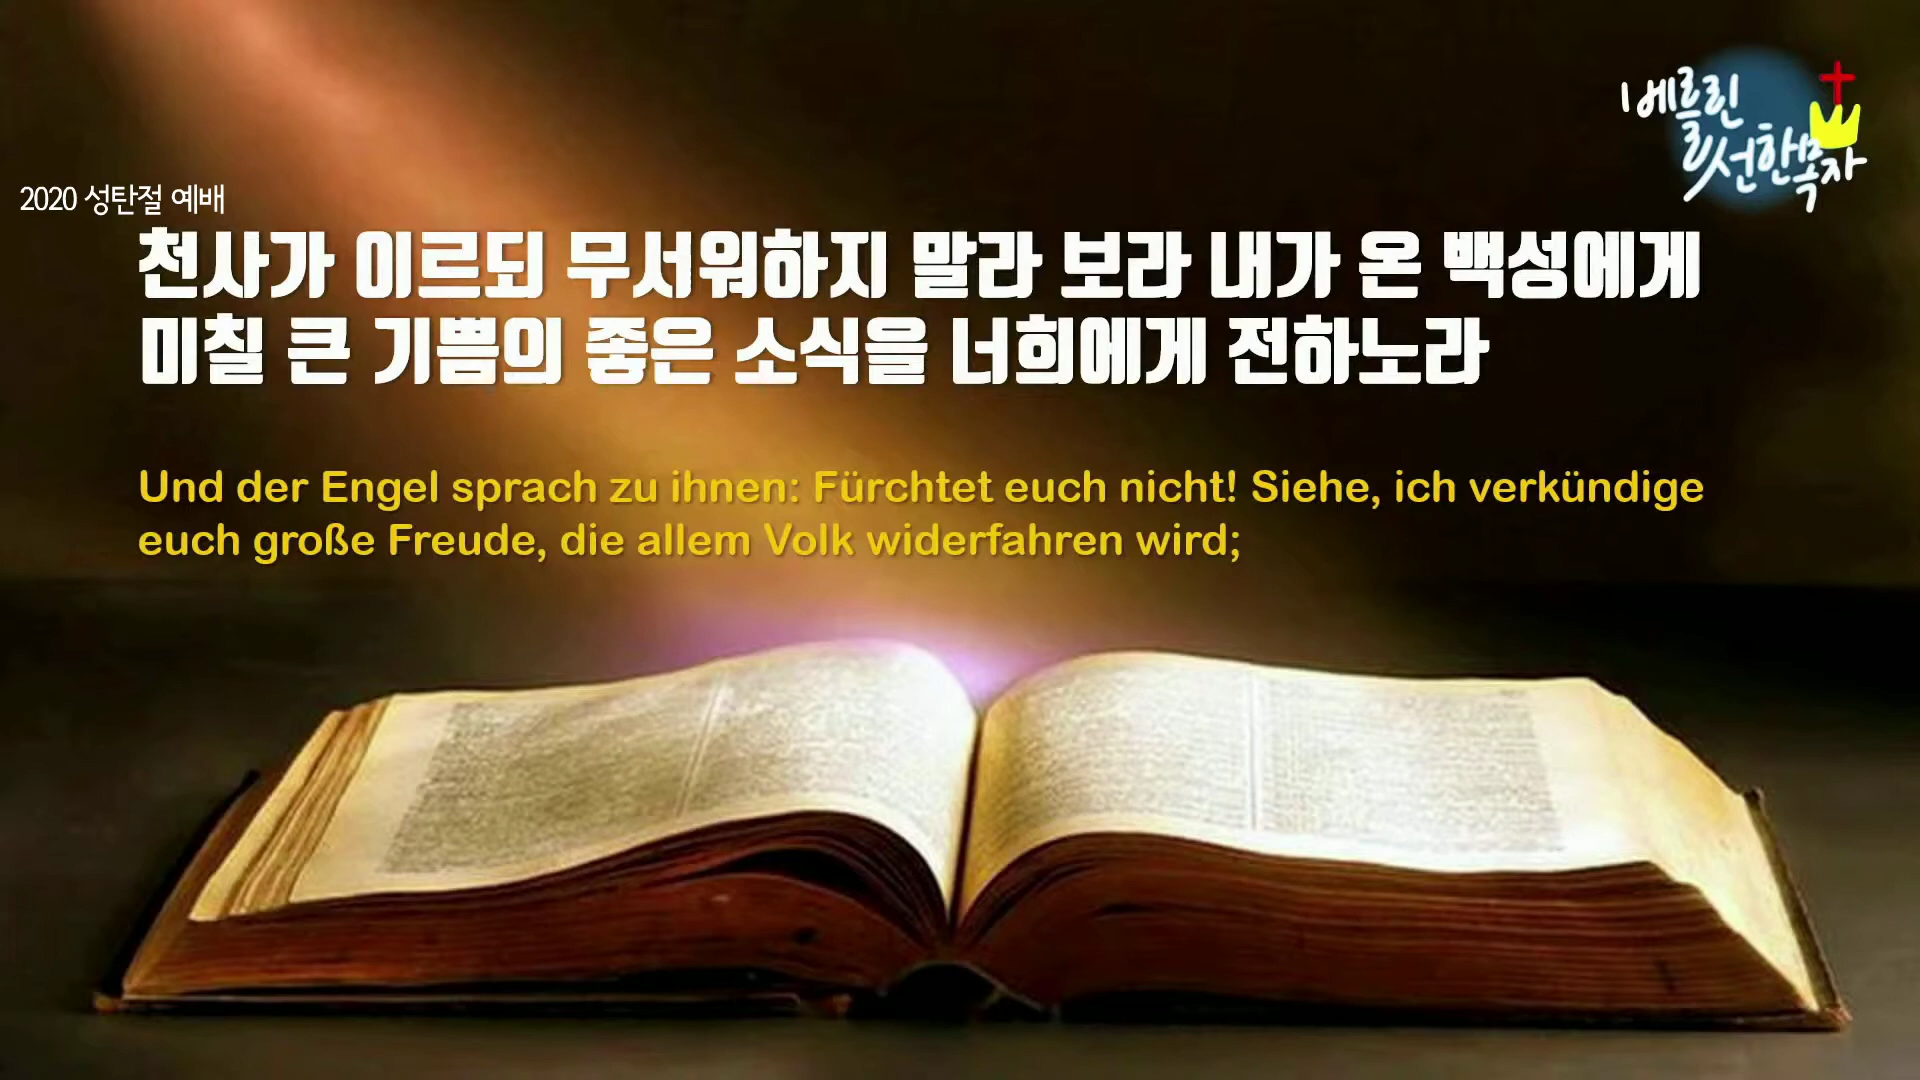 베를린
선한목자
2020 성탄절 예배
천사가 이르되 무서워하지 말라 보라 내가 온 백성에게
미칠 큰 기쁨의 좋은 소식을 너희에게 전하노라
Und der Engel sprach zu ihnen: Fürchtet euch nicht! Siehe, ich verkündige
euch große Freude, die allem Volk widerfahren wird;